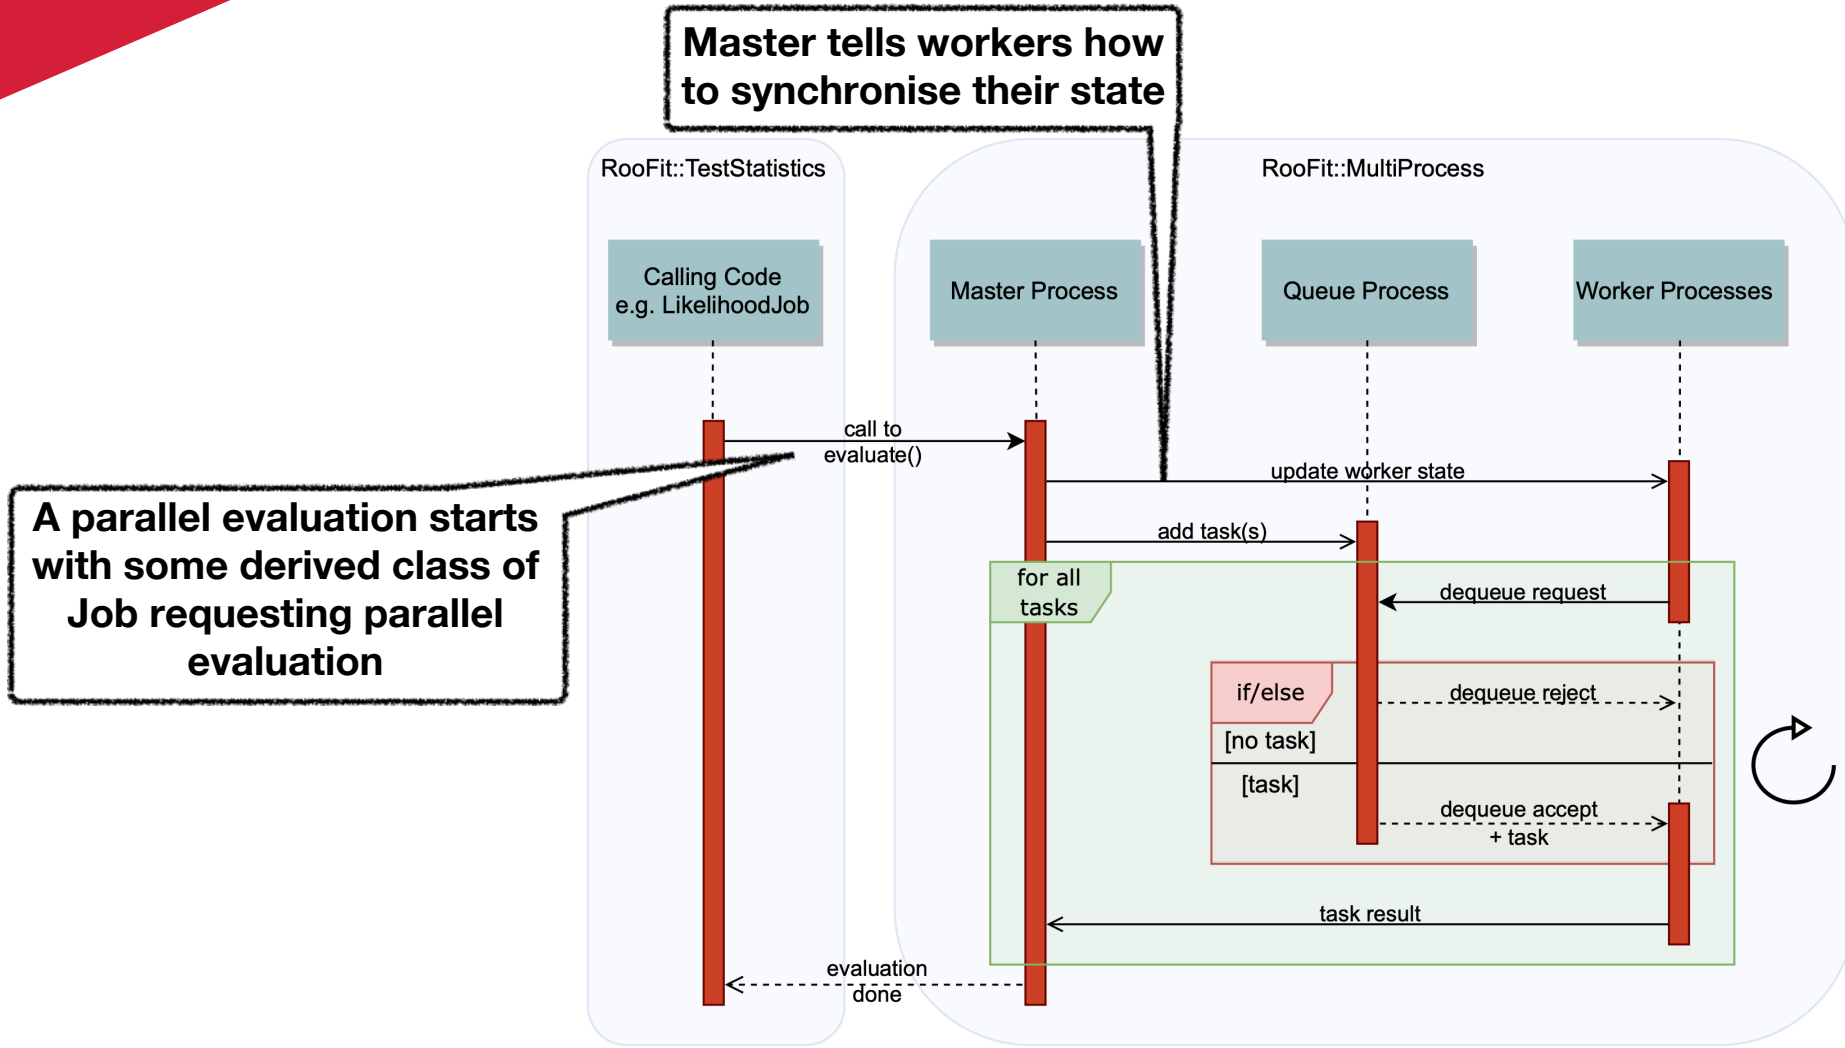 Master tells workers how
to synchronise their state
RooFit::TestStatistics
RooFit::MultiProcess
Calling Code
e.g. LikelihoodJob
Master Process
Queue Process
Worker Processes
call to
evaluate()
update worker state
A parallel evaluation starts
with some derived class of
Job requesting parallel
evaluation
add task(s)
for all
tasks
dequeue request
if/else
dequeue reject
[no task]
[task]
dequeue accept
+ task
task result
evaluation
done